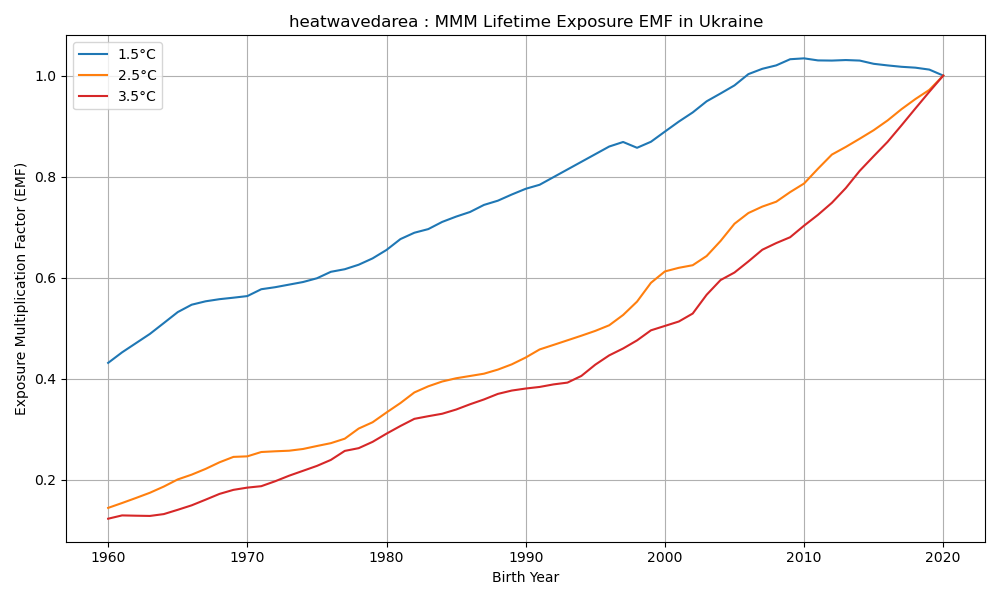 heatwavedarea : MMM Lifetime Exposure EMF in Ukraine
1.5°C
2.5°C
3.5°C
Exposure Multiplication Factor (EMF)
1.0
0.8
0.6
0.4
0.2
1960 1970 1980 1990 2000 2010 2020
Birth Year